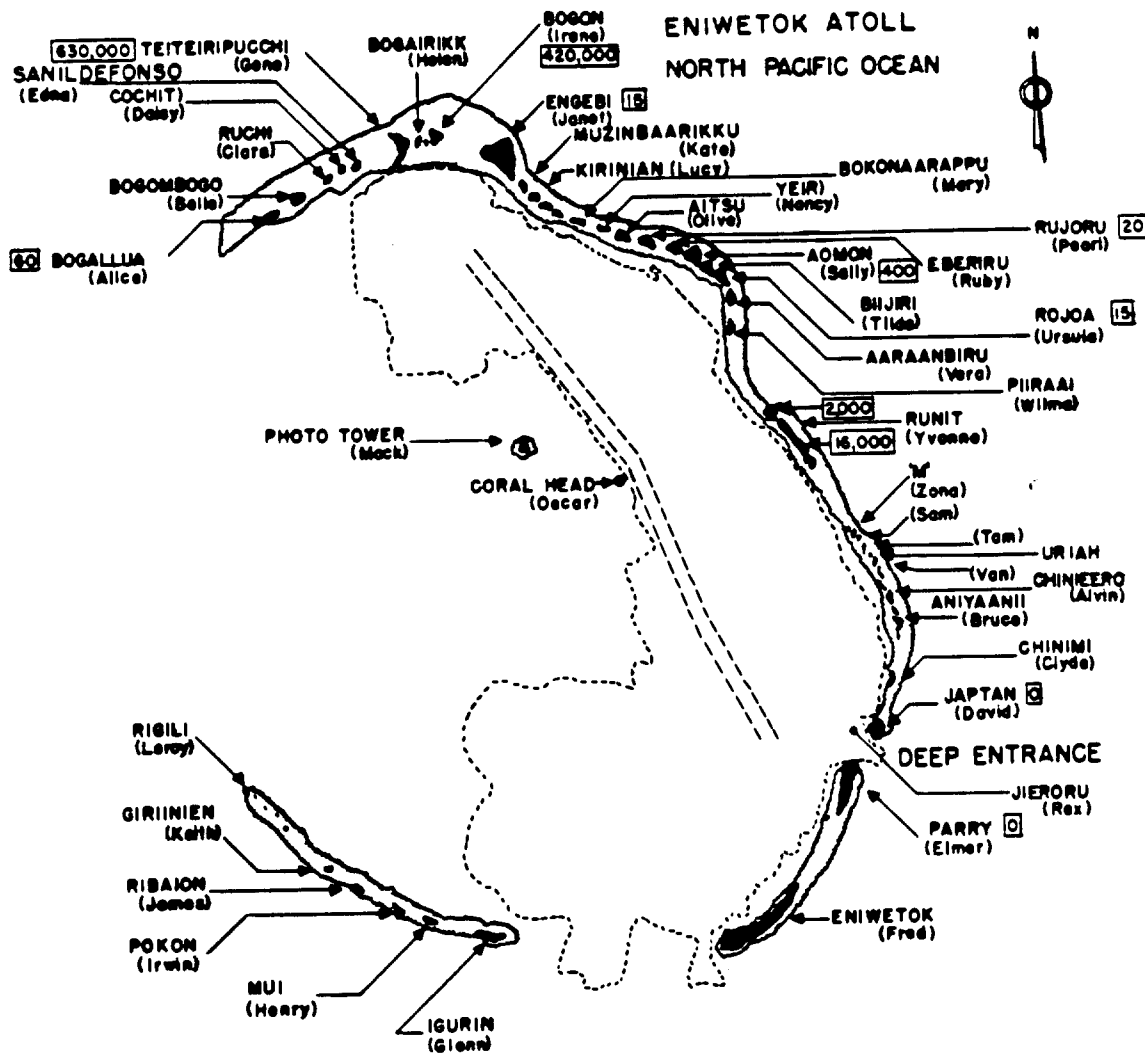 ENIWETOK ATOLL
NORTH PACIFIC OCEAN
N
BOGON
(Irene)
420,000
BOGAIRIKK
(Helen)
630,000 TEITEIRIPUCCHI
(Gene)
SANILDEFONSO
(Edna)
COCHITI
(Daisy)
RUCHI
(Clara)
BOGOMBOGO
(Belle)
60 BOGALLUA
(Alice)
ENGEBI 15
(Janet)
MUZINBAARIKKU
(Kate)
KIRINIAN (Lucy)
BOKONAARAPPU
(Mary)
YEIRI
(Nancy)
AITSU
(Olive)
RUJORU 20
(Pearl)
EBERIRU
(Ruby)
AOMON
(Sally) 400
BIIJIRI
(Tilda)
ROJOA 15
(Ursula)
AARAANBIRU
(Vera)
PIIRAAI
(Wilma)
2,000
RUNIT
(Yvonne)
16,000
PHOTO TOWER
(Mack)
CORAL HEAD
(Oscar)
"M"
(Zona)
(Sam)
(Tom)
URIAH
(Van)
CHINIEERO
(Alvin)
ANIYAANII
(Bruce)
CHINIMI
(Clyde)
JAPTAN 0
(David)
DEEP ENTRANCE
JIERORU
(Rex)
PARRY 0
(Elmer)
ENIWETOK
(Fred)
RIGILI
(Leroy)
GIRIINIEN
(Keith)
RIBAION
(James)
POKON
(Irwin)
MUI
(Henry)
IGURIN
(Glenn)